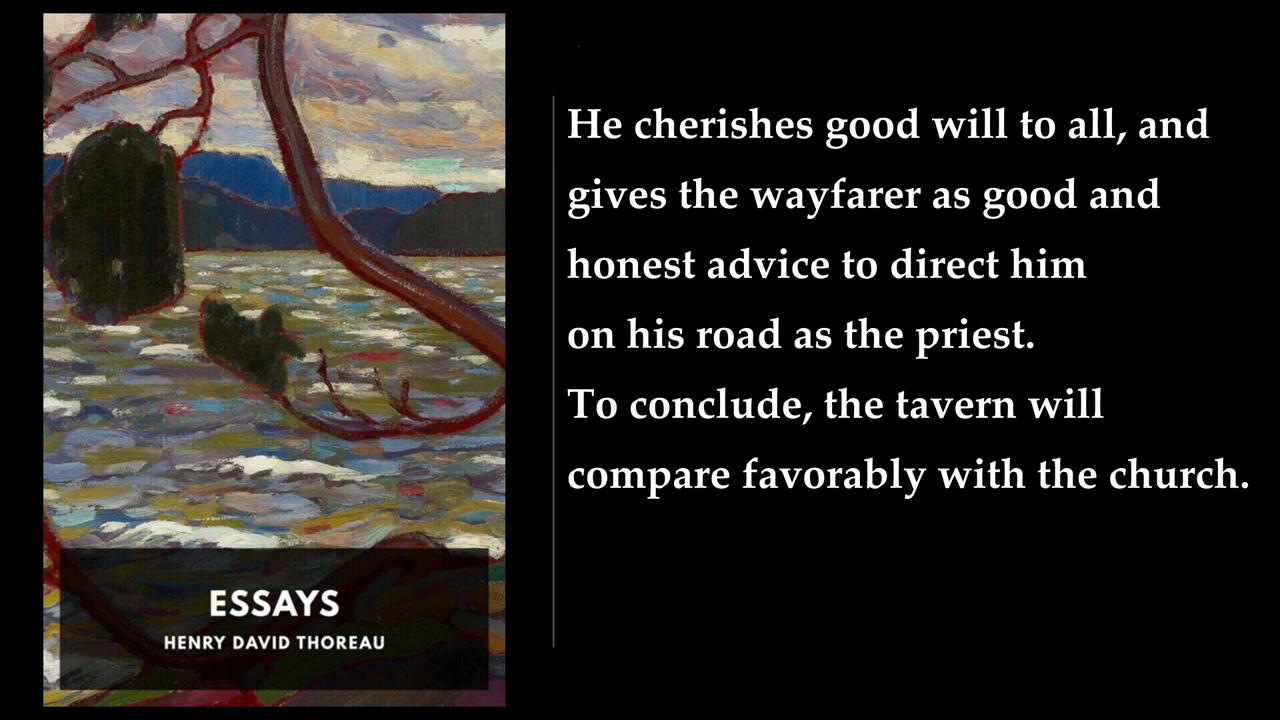 ESSAYS
HENRY DAVID THOREAU
He cherishes good will to all, and
gives the wayfarer as good and
honest advice to direct him
on his road as the priest.
To conclude, the tavern will
compare favorably with the church.